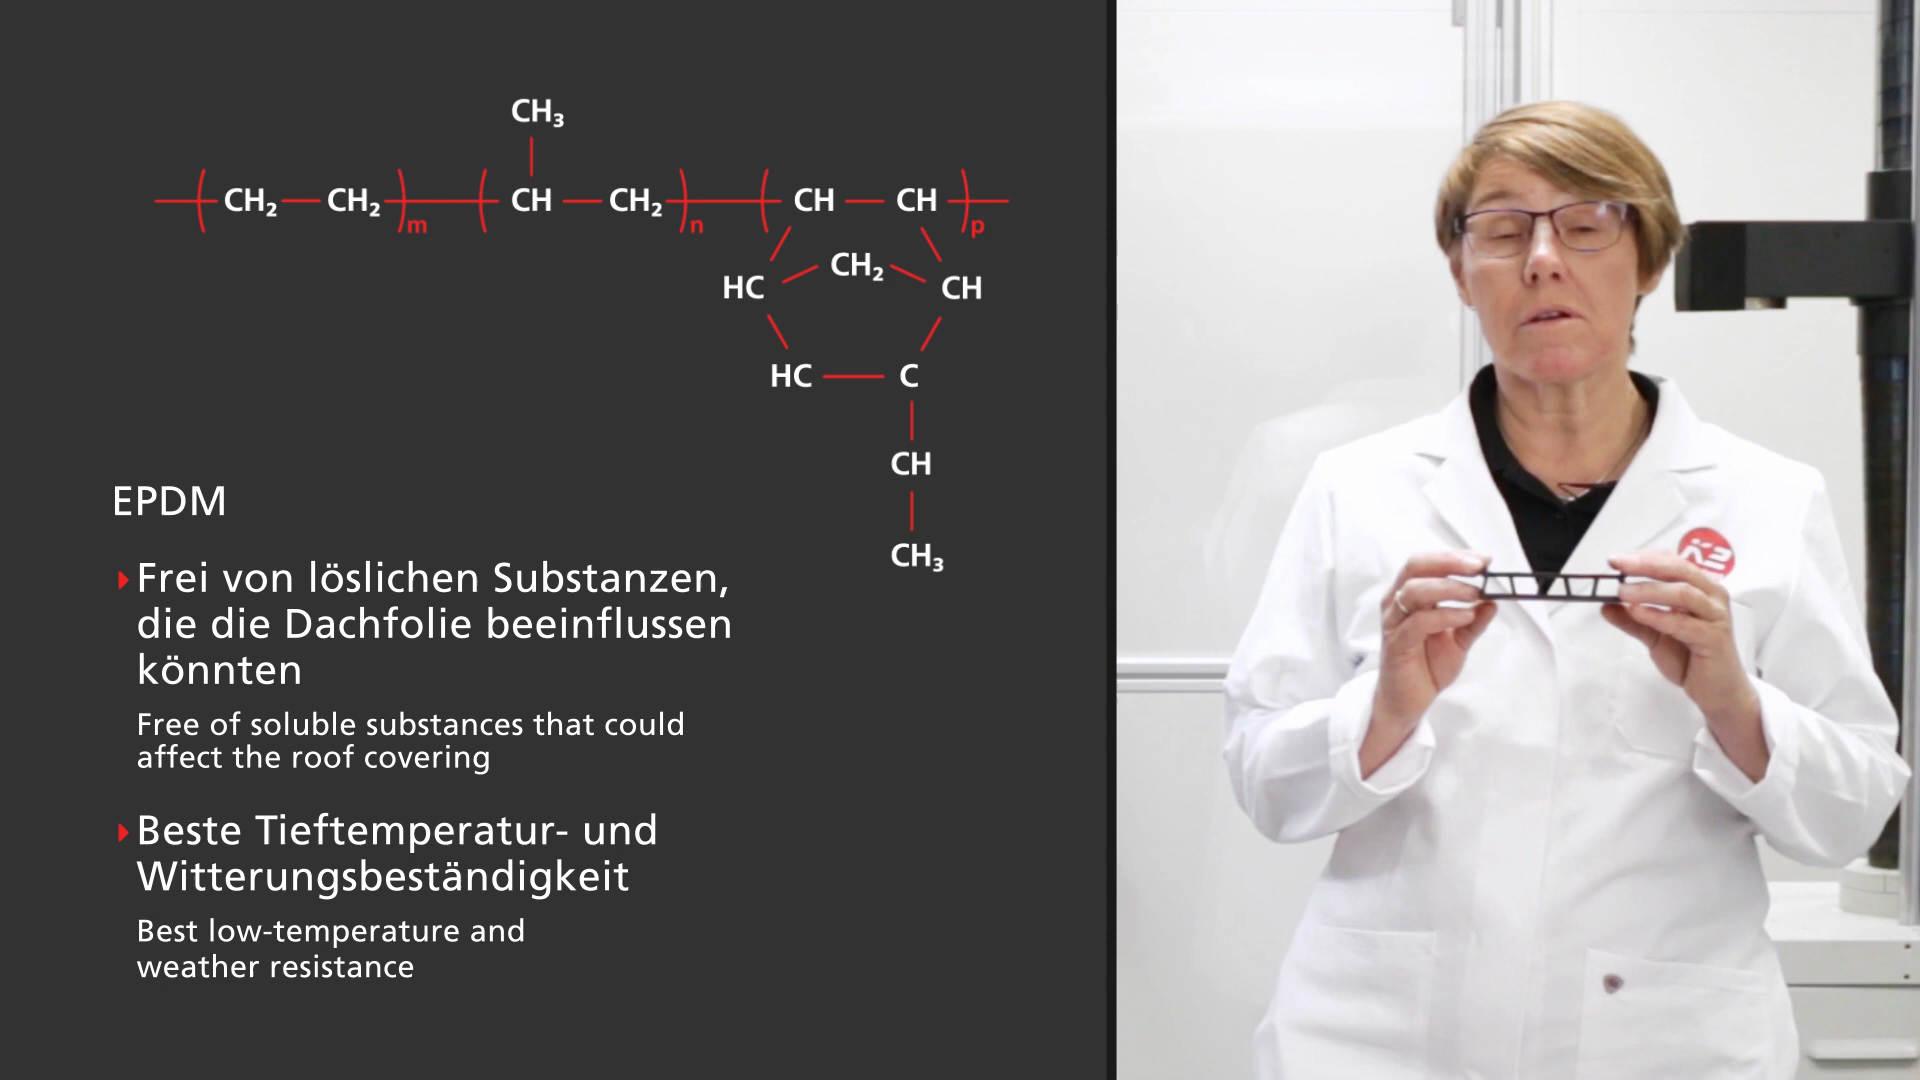 CH₃
CH₂ CH₂ m CH CH₂ n CH CH p
CH₂
HC CH
HC C
CH
CH₃
EPDM
Frei von löslichen Substanzen,
die die Dachfolie beeinflussen
könnten
Free of soluble substances that could
affect the roof covering
Beste Tieftemperatur- und
Witterungsbeständigkeit
Best low-temperature and
weather resistance
K2